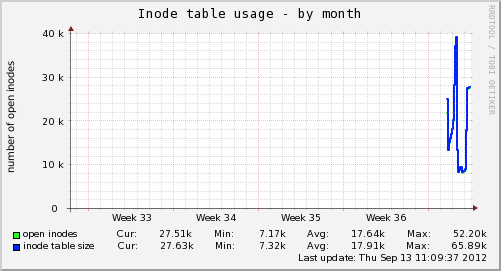 Inode table usage - by month
RRDTOOL / TOBI OETIKER
number of open inodes
40 k
30 k
20 k
10 k
0
Week 33 Week 34 Week 35 Week 36
open inodes Cur: 27.51k Min: 7.17k Avg: 17.64k Max: 52.20k
inode table size Cur: 27.63k Min: 7.32k Avg: 17.91k Max: 65.89k
Last update: Thu Sep 13 11:09:37 2012